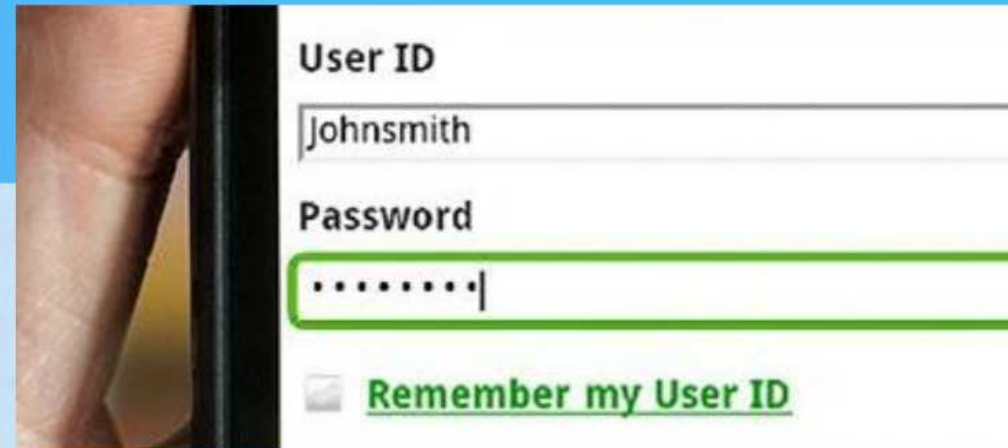 User ID
Johnsmith
Password
••••••••
Remember my User ID